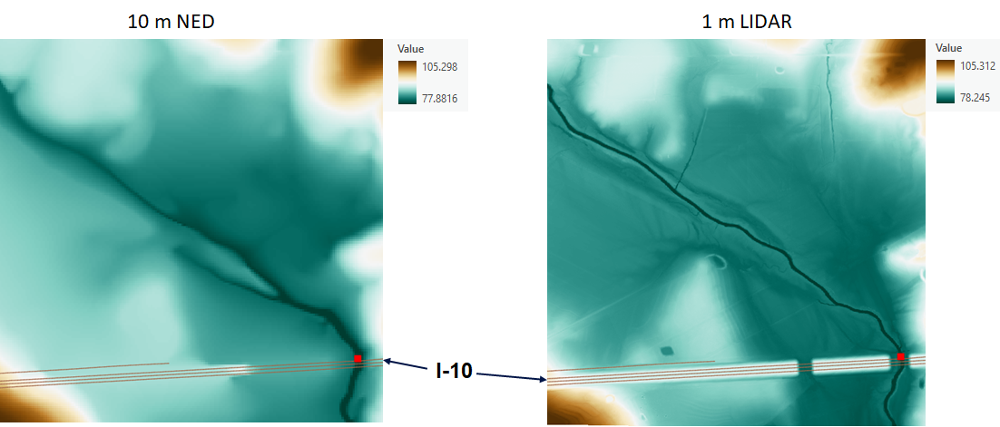 10 m NED
1 m LIDAR
Value
105.298
77.8816
Value
105.312
78.245
I-10